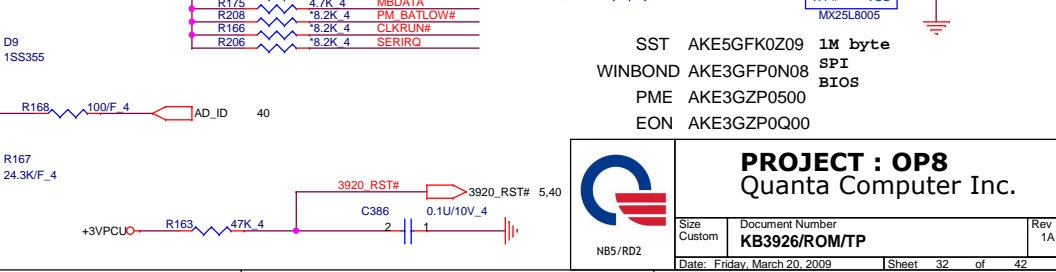 R175 4.7K_4 MBDATA
R208 *8.2K_4 PM_BATLOW#
R166 *8.2K_4 CLKRUN#
R206 *8.2K_4 SERIRQ
MX25L8005
D9
1SS355
SST AKE5GFK0Z09 1M byte
WINBOND AKE3GFP0N08 SPI
BIOS
PME AKE3GZP0500
EON AKE3GZP0Q00
R168 100/F_4 AD_ID 40
R167
24.3K/F_4
3920_RST# 3920_RST# 5,40
C386 0.1U/10V_4
2 1
+3VPCU R163 47K_4
NB5/RD2
PROJECT : OP8
Quanta Computer Inc.
Size Document Number Rev
Custom KB3926/ROM/TP 1A
Date: Friday, March 20, 2009 Sheet 32 of 42